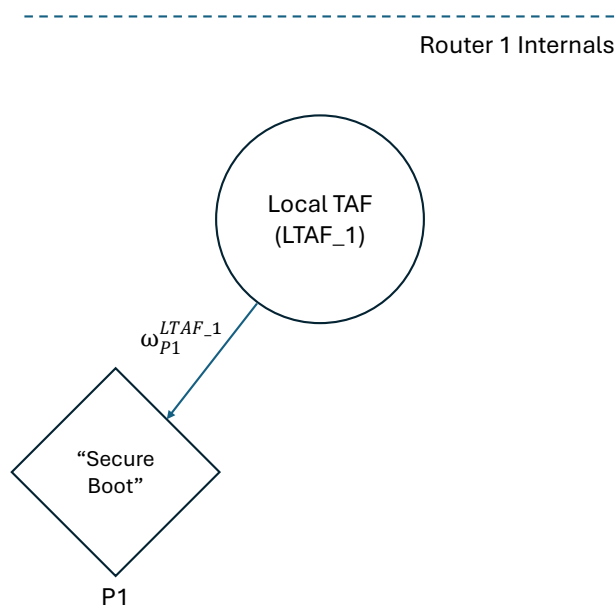 Router 1 Internals
Local TAF
(LTAF_1)
ω_{P1}^{LTAF_1}
“Secure
Boot”
P1